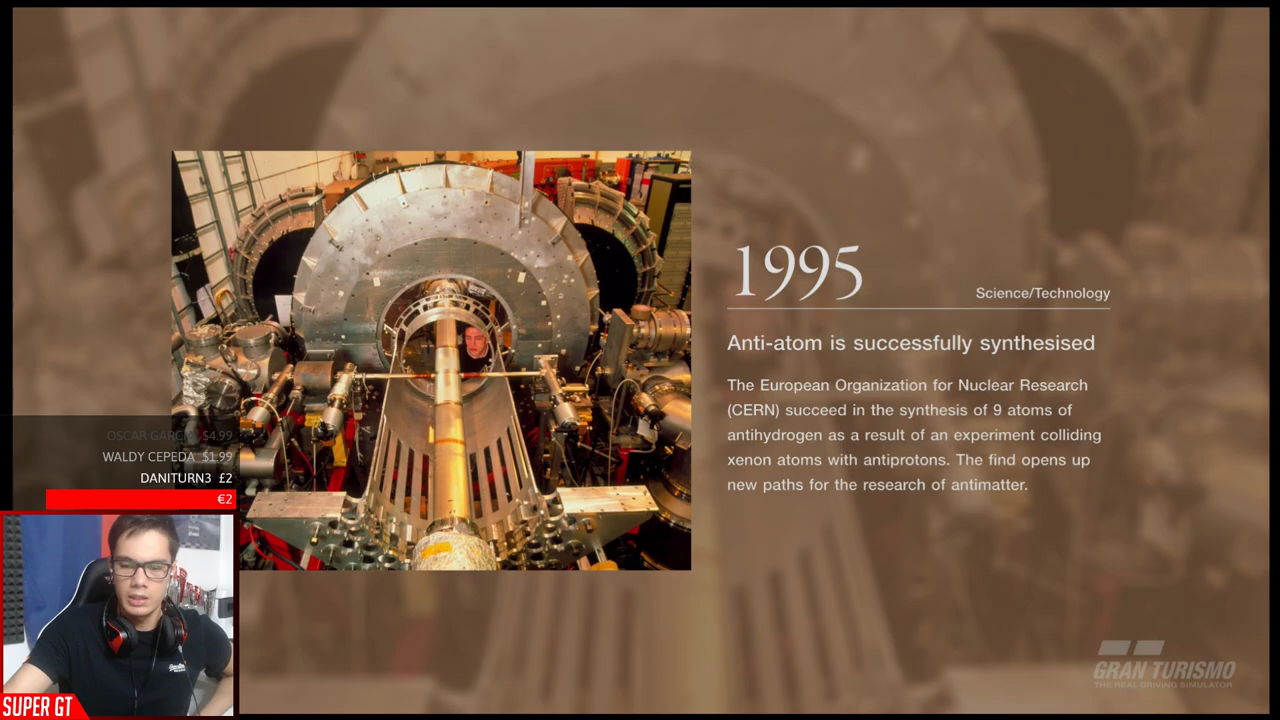 1995
Science/Technology
Anti-atom is successfully synthesised
The European Organization for Nuclear Research
(CERN) succeed in the synthesis of 9 atoms of
antihydrogen as a result of an experiment colliding
xenon atoms with antiprotons. The find opens up
new paths for the research of antimatter.
OSCAR GARCIA $4.99
WALDY CEPEDA $1.99
DANITURN3 £2
€2
SUPER GT
GRAN TURISMO
THE REAL DRIVING SIMULATOR